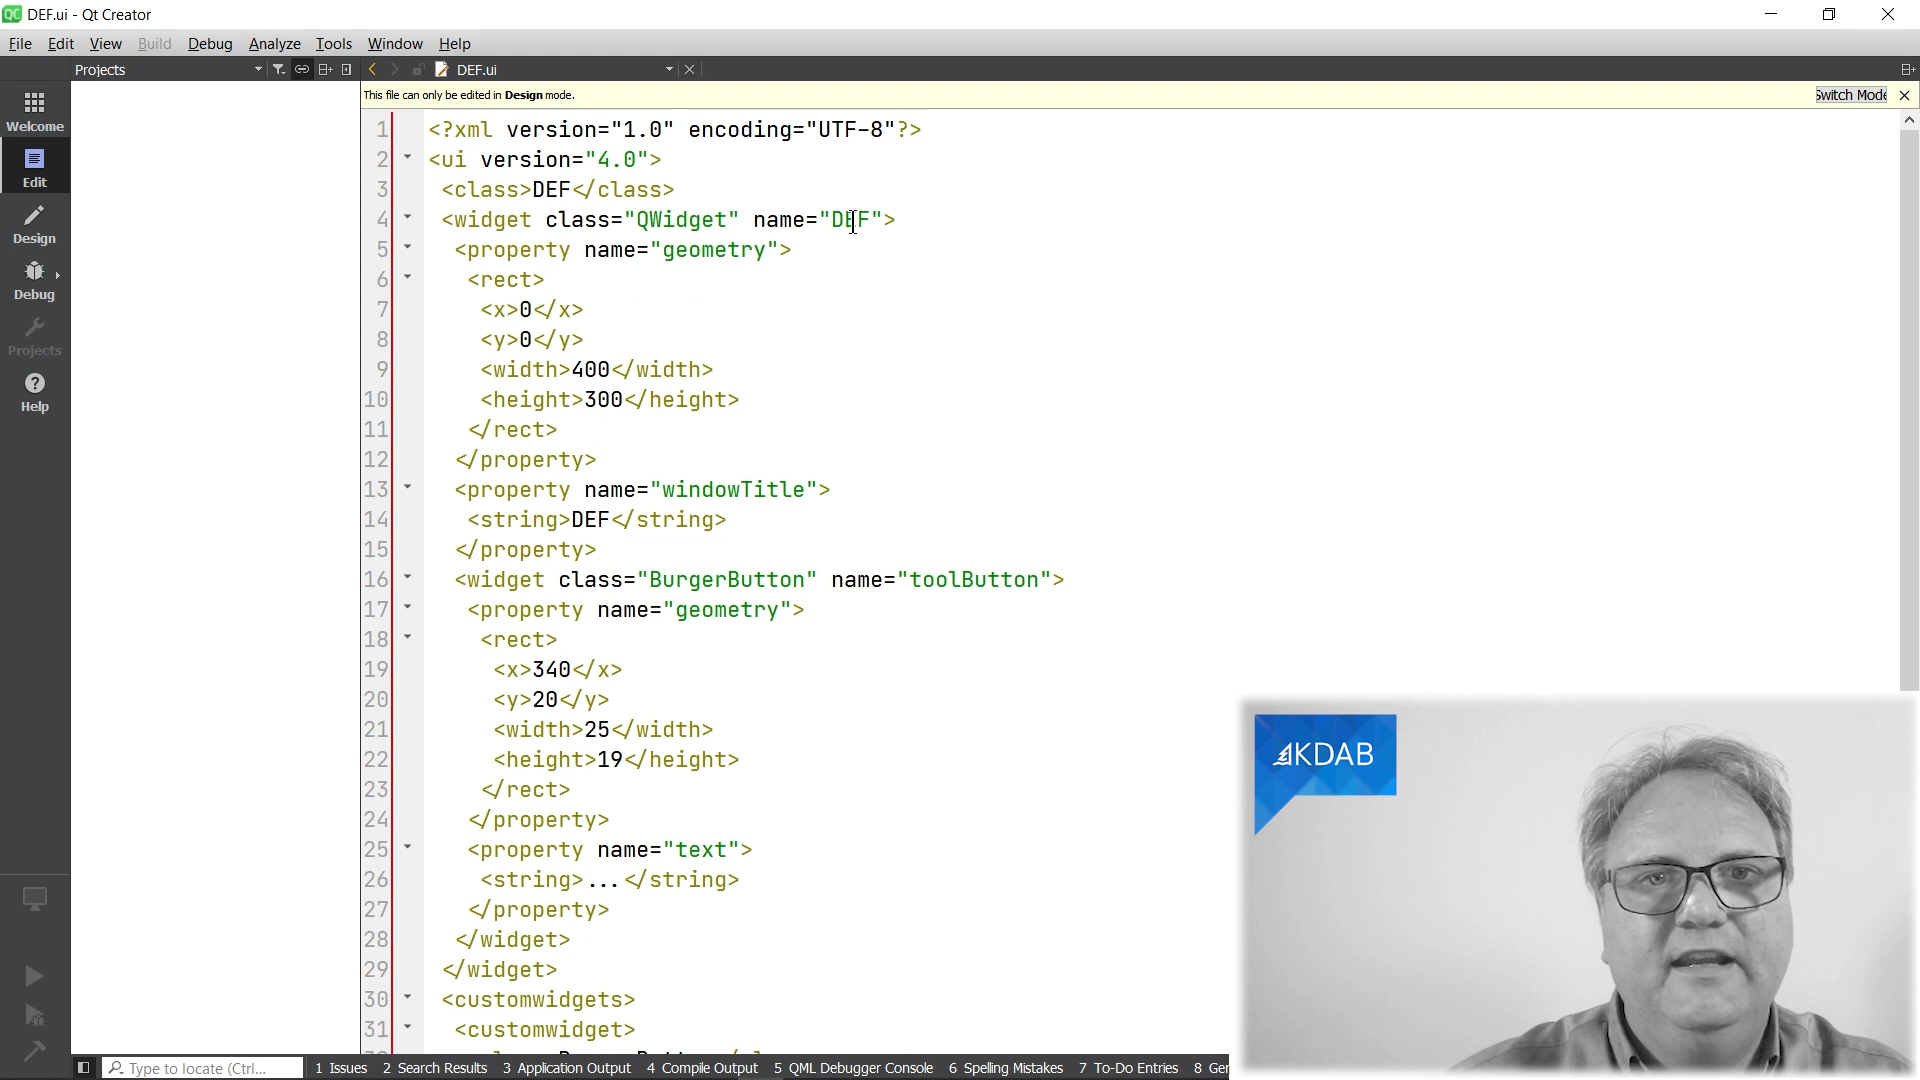 DEF.ui - Qt Creator
File Edit View Build Debug Analyze Tools Window Help
Projects DEF.ui
This file can only be edited in Design mode. Switch Mode
Welcome
Edit
Design
Debug
Projects
Help
1 <?xml version="1.0" encoding="UTF-8"?>
2 <ui version="4.0">
3 <class>DEF</class>
4 <widget class="QWidget" name="DEF">
5 <property name="geometry">
6 <rect>
7 <x>0</x>
8 <y>0</y>
9 <width>400</width>
10 <height>300</height>
11 </rect>
12 </property>
13 <property name="windowTitle">
14 <string>DEF</string>
15 </property>
16 <widget class="BurgerButton" name="toolButton">
17 <property name="geometry">
18 <rect>
19 <x>340</x>
20 <y>20</y>
21 <width>25</width>
22 <height>19</height>
23 </rect>
24 </property>
25 <property name="text">
26 <string>...</string>
27 </property>
28 </widget>
29 </widget>
30 <customwidgets>
31 <customwidget>
KDAB
Type to locate (Ctrl... 1 Issues 2 Search Results 3 Application Output 4 Compile Output 5 QML Debugger Console 6 Spelling Mistakes 7 To-Do Entries 8 Ger